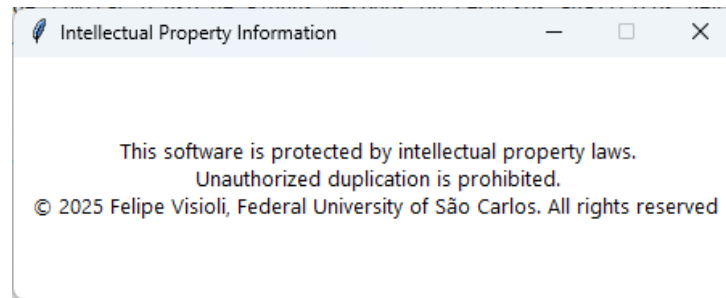 Intellectual Property Information
This software is protected by intellectual property laws.
Unauthorized duplication is prohibited.
© 2025 Felipe Visioli, Federal University of São Carlos. All rights reserved